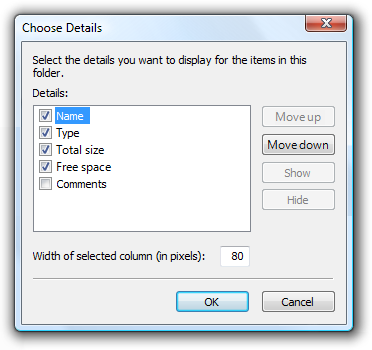 Choose Details
Select the details you want to display for the items in this
folder.
Details:
Name
Type
Total size
Free space
Comments
Move up
Move down
Show
Hide
Width of selected column (in pixels): 80
OK
Cancel